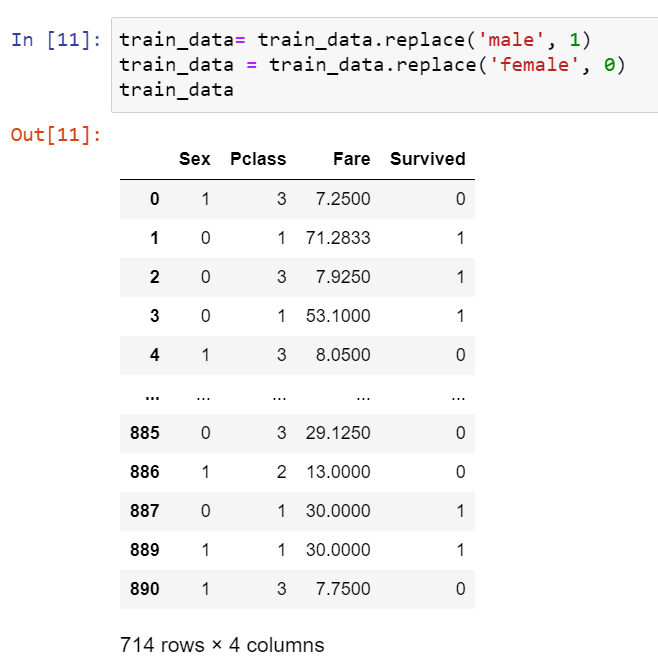 In [11]: train_data= train_data.replace('male', 1)
train_data = train_data.replace('female', 0)
train_data
Out[11]:
Sex Pclass Fare Survived
0 1 3 7.2500 0
1 0 1 71.2833 1
2 0 3 7.9250 1
3 0 1 53.1000 1
4 1 3 8.0500 0
... ... ... ... ...
885 0 3 29.1250 0
886 1 2 13.0000 0
887 0 1 30.0000 1
889 1 1 30.0000 1
890 1 3 7.7500 0
714 rows × 4 columns